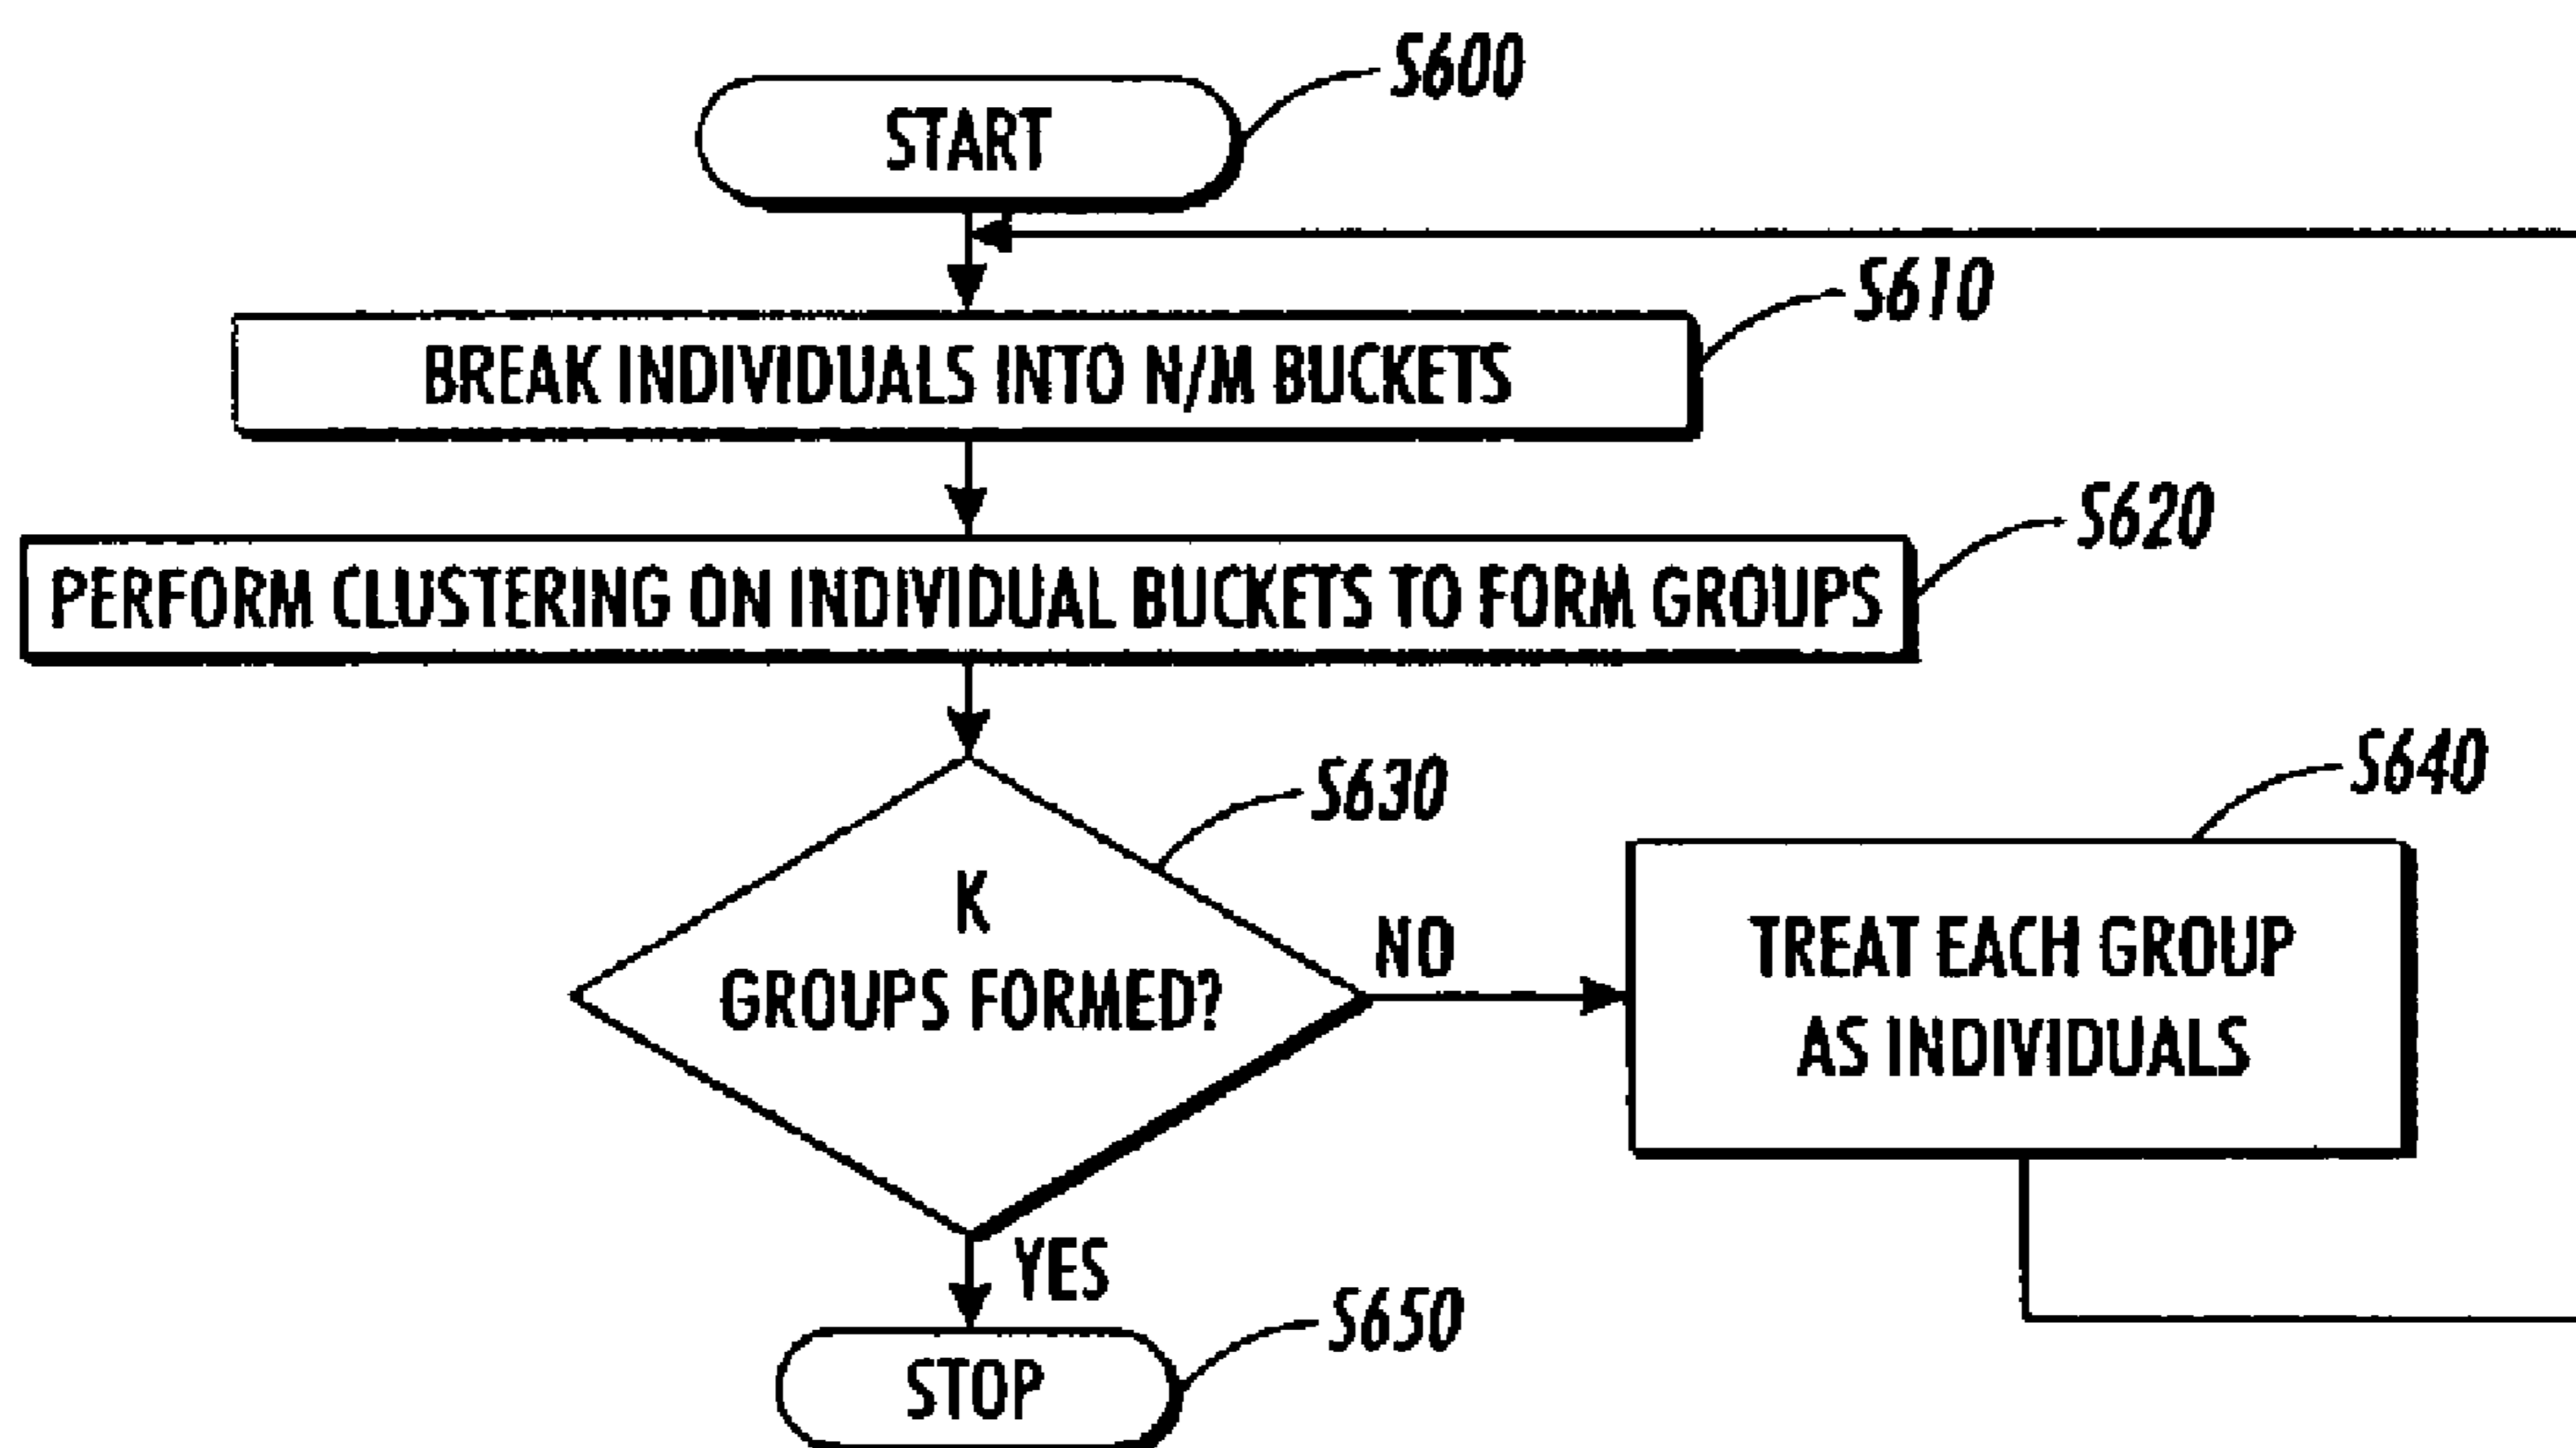 START
S600
BREAK INDIVIDUALS INTO N/M BUCKETS
S610
PERFORM CLUSTERING ON INDIVIDUAL BUCKETS TO FORM GROUPS
S620
K
GROUPS FORMED?
S630
NO
TREAT EACH GROUP
AS INDIVIDUALS
S640
YES
STOP
S650